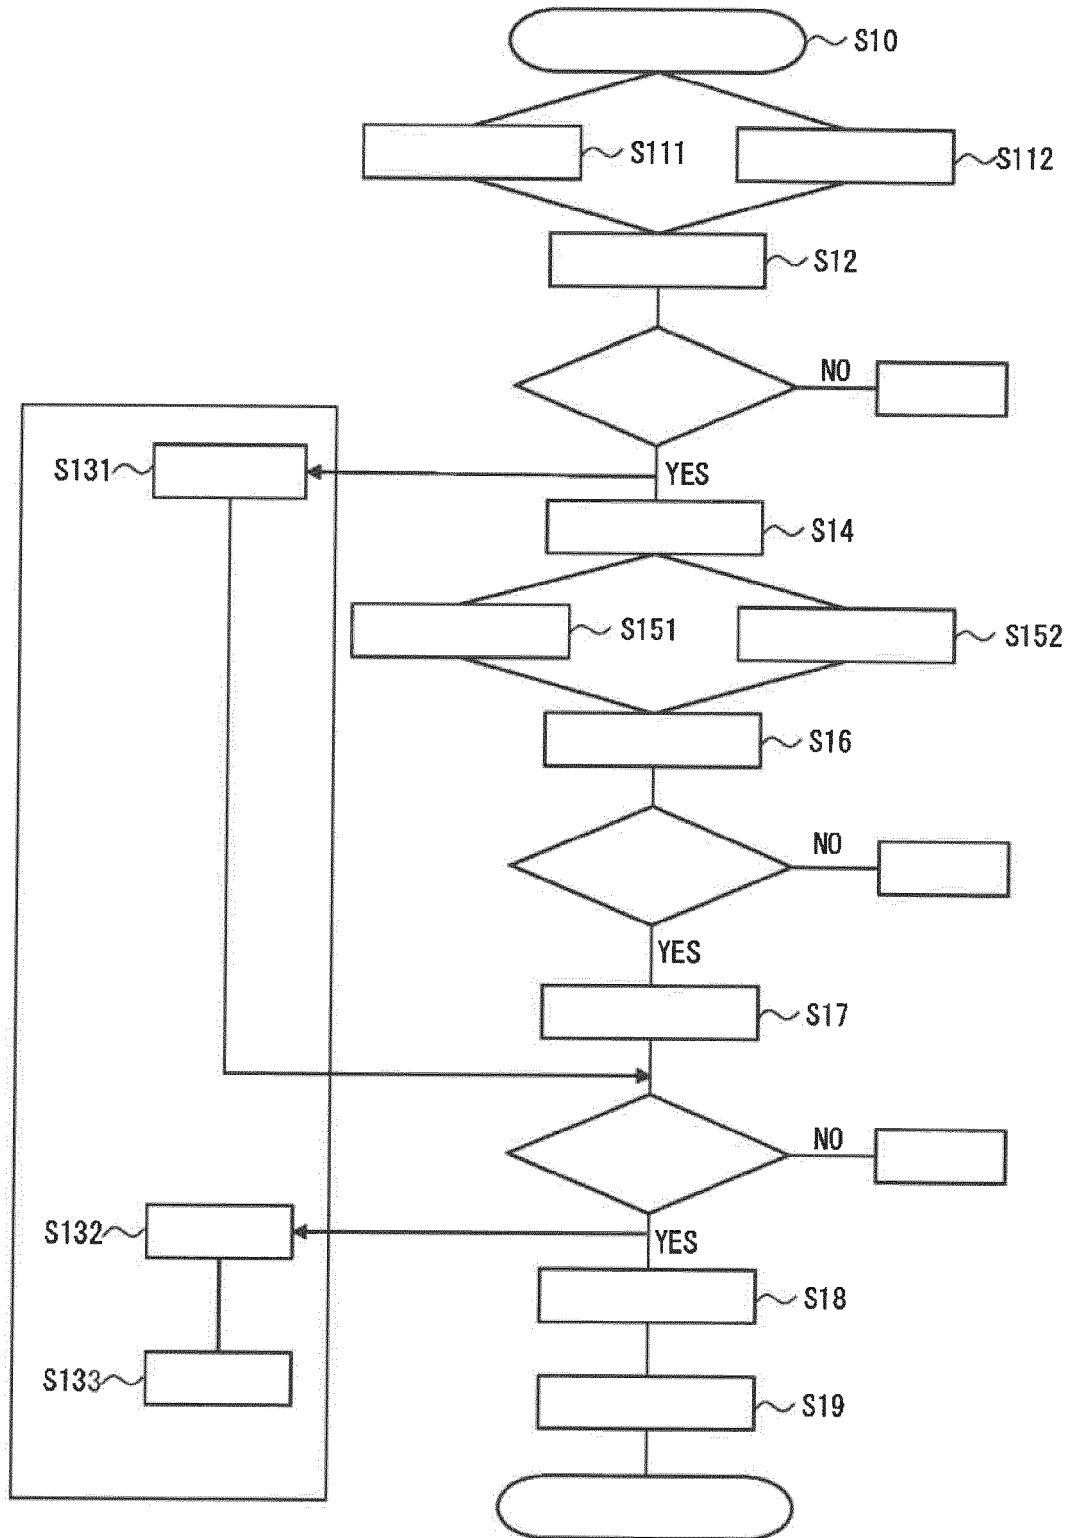 S10
S111
S112
S12
NO
S131
YES
S14
S151
S152
S16
NO
YES
S17
NO
S132
YES
S18
S133
S19